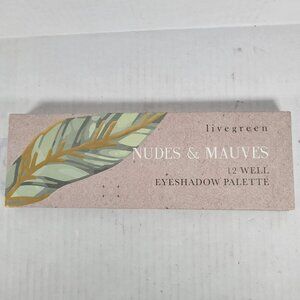 livegreen
NUDES & MAUVES
12 WELL
EYESHADOW PALETTE